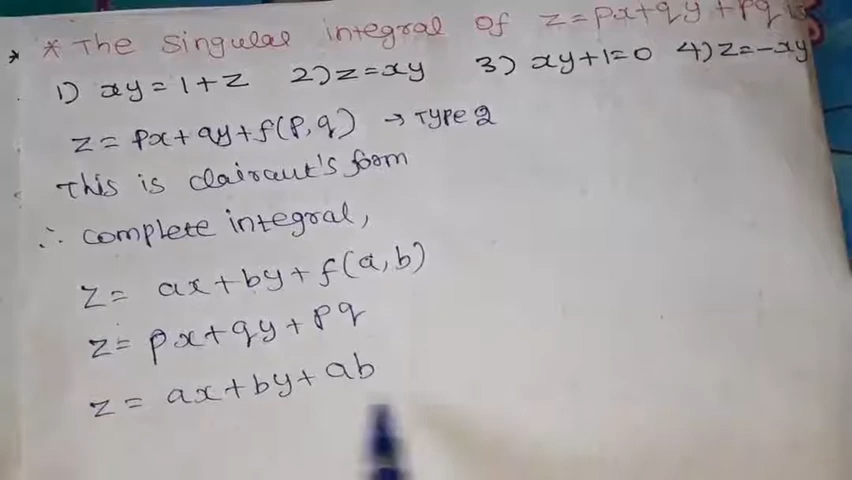 * * The singular integral of z=px+qy+pq is
1) xy=1+z 2) z=xy 3) xy+1=0 4) z=-xy
z=px+qy+f(p,q) → Type 2
This is clairaut's form
∴ complete integral,
z= ax+by+f(a,b)
z= px+qy+pq
z= ax+by+ab